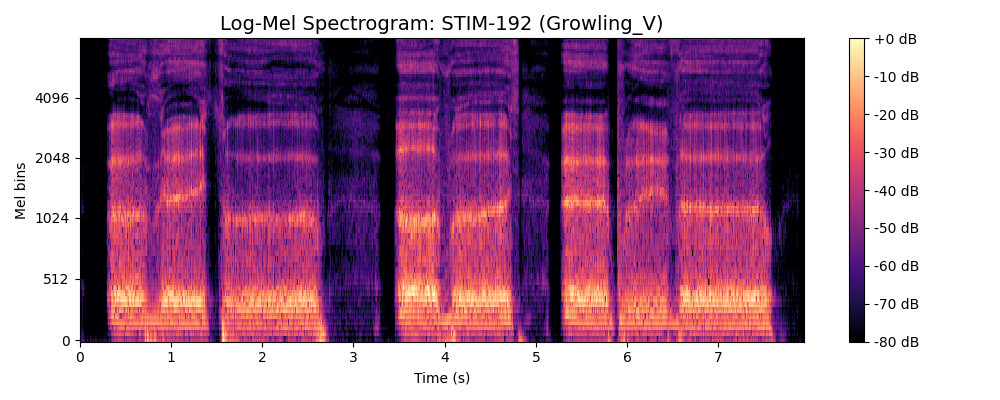 Log-Mel Spectrogram: STIM-192 (Growling_V)
Mel bins
4096
2048
1024
512
0
0 1 2 3 4 5 6 7
Time (s)
+0 dB
-10 dB
-20 dB
-30 dB
-40 dB
-50 dB
-60 dB
-70 dB
-80 dB